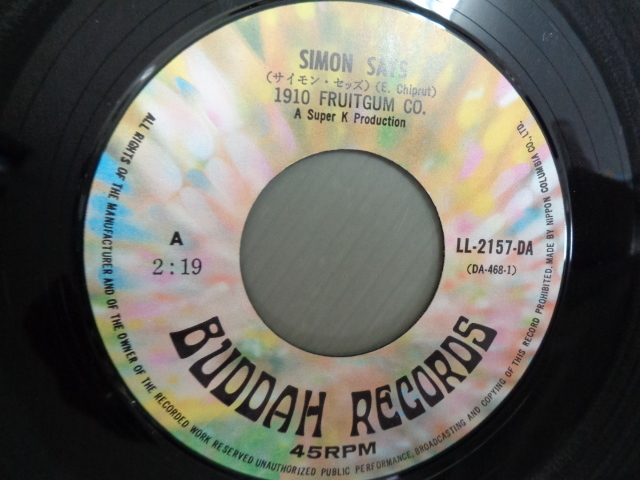 SIMON SAYS
(サイモン・セッズ) (E. Chiprut)
1910 FRUITGUM CO.
A Super K Production
A
2:19
LL-2157-DA
(DA-468-1)
BUDDAH RECORDS
45RPM
ALL RIGHTS OF THE MANUFACTURER AND OF THE OWNER OF THE RECORDED WORK RESERVED UNAUTHORIZED PUBLIC PERFORMANCE, BROADCASTING AND COPYING OF THIS RECORD PROHIBITED. MADE BY NIPPON COLUMBIA CO., LTD.